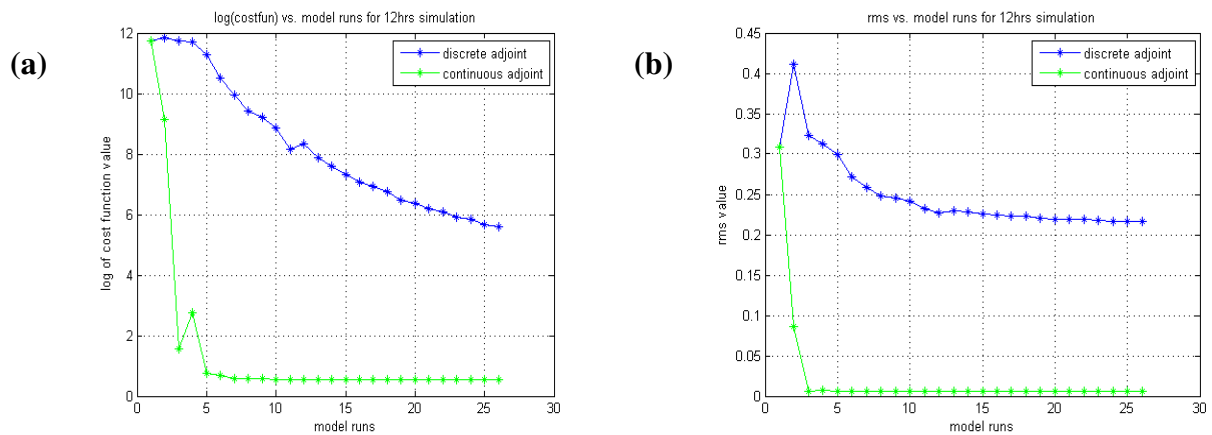 (a)
log(costfun) vs. model runs for 12hrs simulation
log of cost function value
12
10
8
6
4
2
0
discrete adjoint
continuous adjoint
0 5 10 15 20 25 30
model runs
(b)
rms vs. model runs for 12hrs simulation
rms value
0.45
0.4
0.35
0.3
0.25
0.2
0.15
0.1
0.05
0
discrete adjoint
continuous adjoint
0 5 10 15 20 25 30
model runs